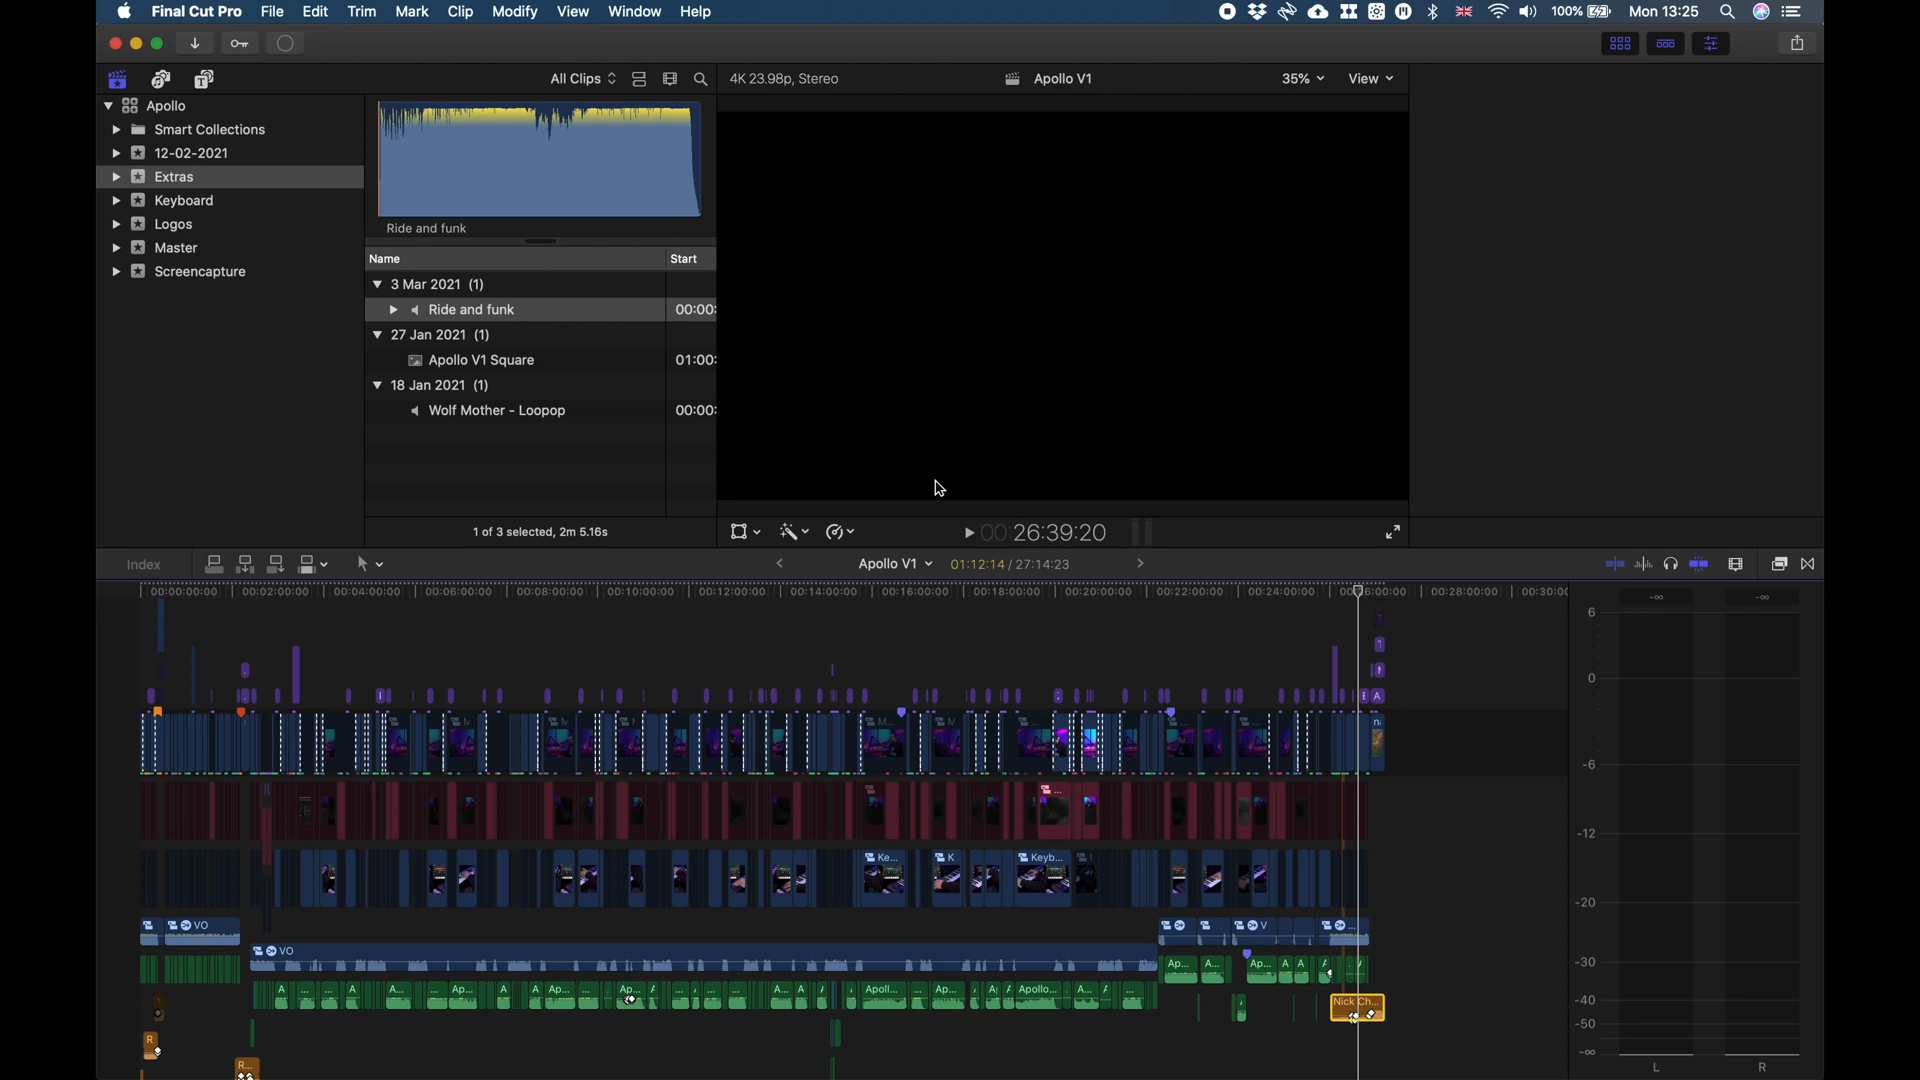 Final Cut Pro File Edit Trim Mark Clip Modify View Window Help 100% Mon 13:25
All Clips 4K 23.98p, Stereo Apollo V1 35% View
Apollo
Smart Collections
12-02-2021
Extras
Keyboard
Logos
Master
Screencapture
Ride and funk
Name Start
3 Mar 2021 (1)
Ride and funk 00:00:
27 Jan 2021 (1)
Apollo V1 Square 01:00:
18 Jan 2021 (1)
Wolf Mother - Loopop 00:00:
1 of 3 selected, 2m 5.16s
00:26:39:20
Index Apollo V1 01:12:14 / 27:14:23
00:00:00:00 00:02:00:00 00:04:00:00 00:06:00:00 00:08:00:00 00:10:00:00 00:12:00:00 00:14:00:00 00:16:00:00 00:18:00:00 00:20:00:00 00:22:00:00 00:24:00:00 00:28:00:00
-∞ -∞
6
0
-6
-12
-20
-30
-40
-50
-∞
L R
Ke... K Keyb...
VO V
VO
Ap... A... Ap... A A
A ... ... A A... ... Ap... A A Ap... ... Ap... A ... ... A... A Apoll... ... Ap... Apollo... A... ...
Nick Ch...
R
R...